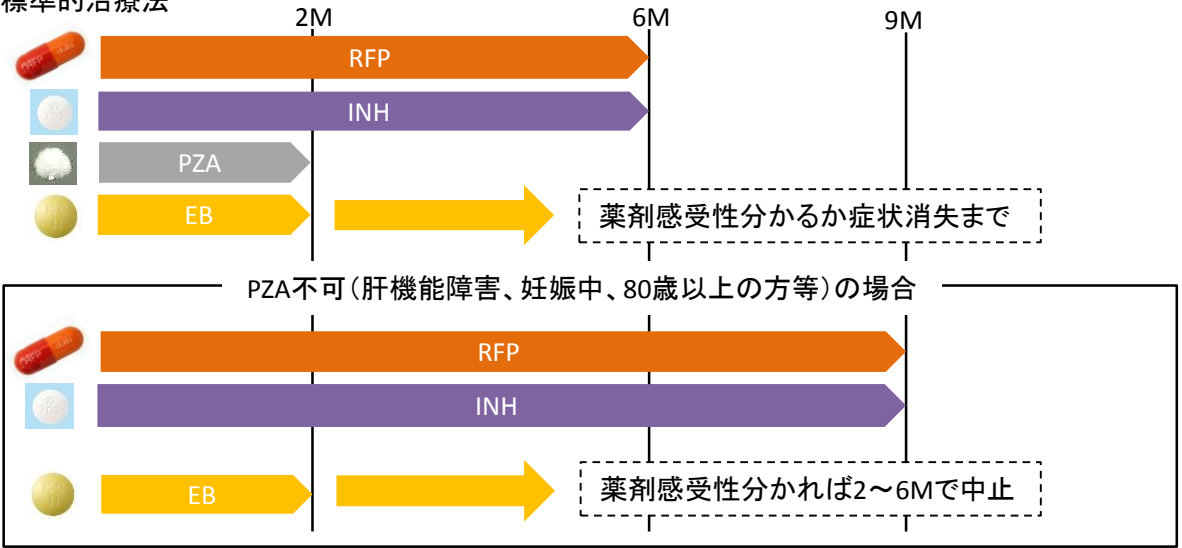 標準的治療法
2M 6M 9M
RFP
INH
PZA
EB 薬剤感受性分かるか症状消失まで
PZA不可(肝機能障害、妊娠中、80歳以上の方等)の場合
RFP
INH
EB 薬剤感受性分かれば2～6Mで中止